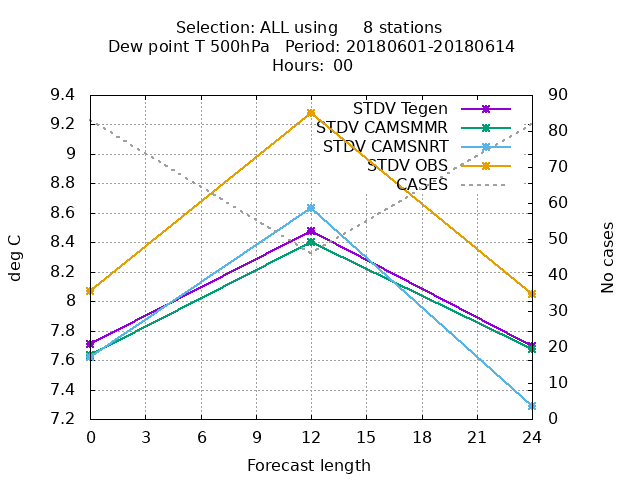 Selection: ALL using     8 stations
Dew point T 500hPa   Period: 20180601-20180614
Hours:  00
9.4
9.2
9
8.8
8.6
8.4
8.2
8
7.8
7.6
7.4
7.2
deg C
STDV Tegen
STDV CAMSMMR
STDV CAMSNRT
STDV OBS
CASES
90
80
70
60
50
40
30
20
10
0
No cases
0 3 6 9 12 15 18 21 24
Forecast length